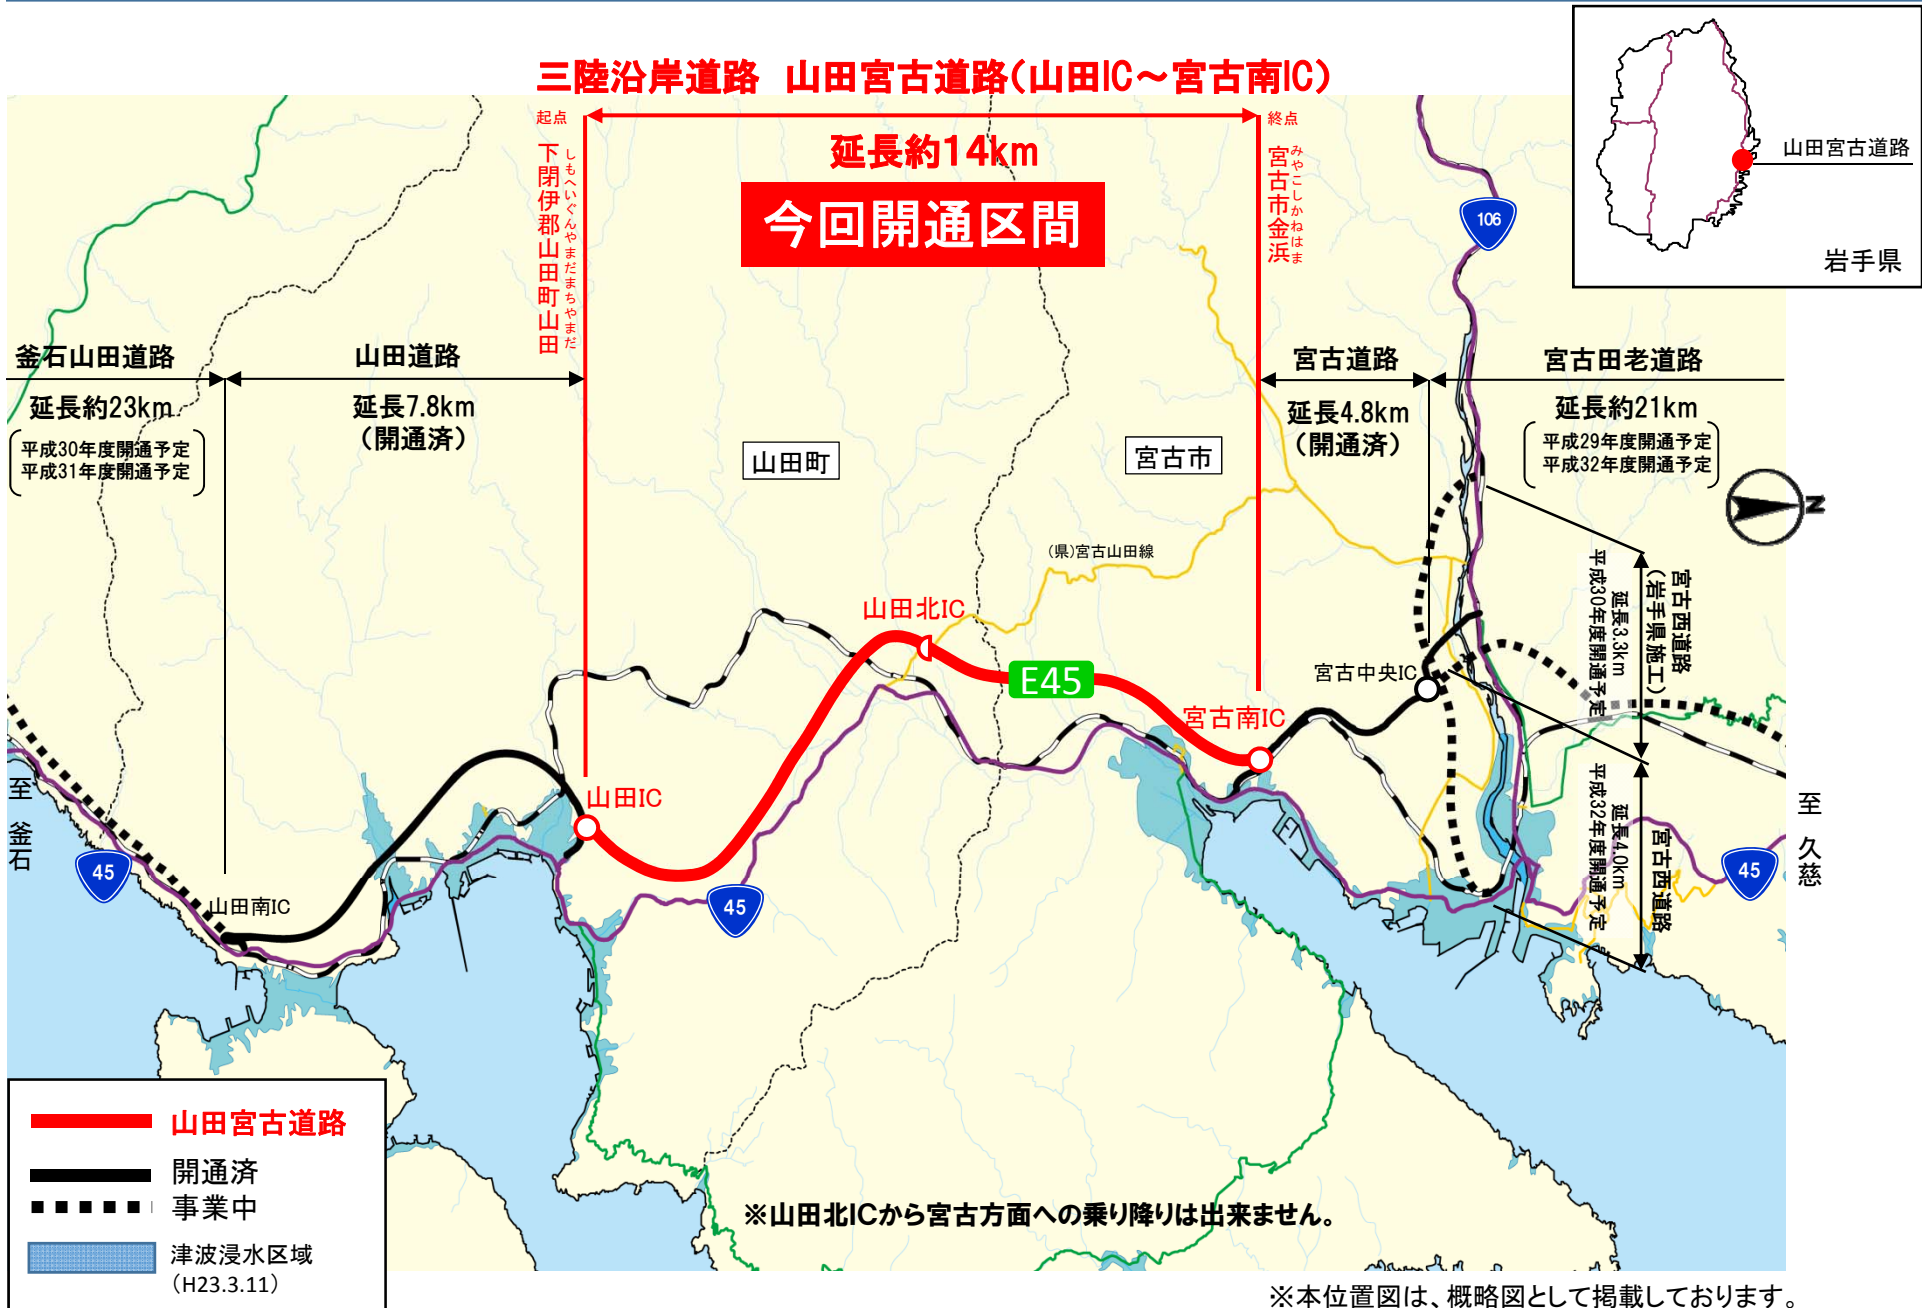 三陸沿岸道路　山田宮古道路(山田IC～宮古南IC)
起点
終点
延長約14km
今回開通区間
下閉伊郡山田町山田
しもへいぐんやまだまちやまだ
宮古市金浜
みやこしかねはま
106
山田宮古道路
岩手県
釜石山田道路
延長約23km
平成30年度開通予定
平成31年度開通予定
山田道路
延長7.8km
(開通済)
宮古道路
延長4.8km
(開通済)
宮古田老道路
延長約21km
平成29年度開通予定
平成32年度開通予定
山田町
宮古市
N
(県)宮古山田線
山田北IC
E45
宮古南IC
宮古中央IC
山田IC
山田南IC
宮古西道路
(岩手県施工)
延長3.3km
平成30年度開通予定
宮古西道路
延長4.0km
平成32年度開通予定
至　釜石
至　久慈
45
45
45
山田宮古道路
開通済
事業中
津波浸水区域
(H23.3.11)
※山田北ICから宮古方面への乗り降りは出来ません。
※本位置図は、概略図として掲載しております。